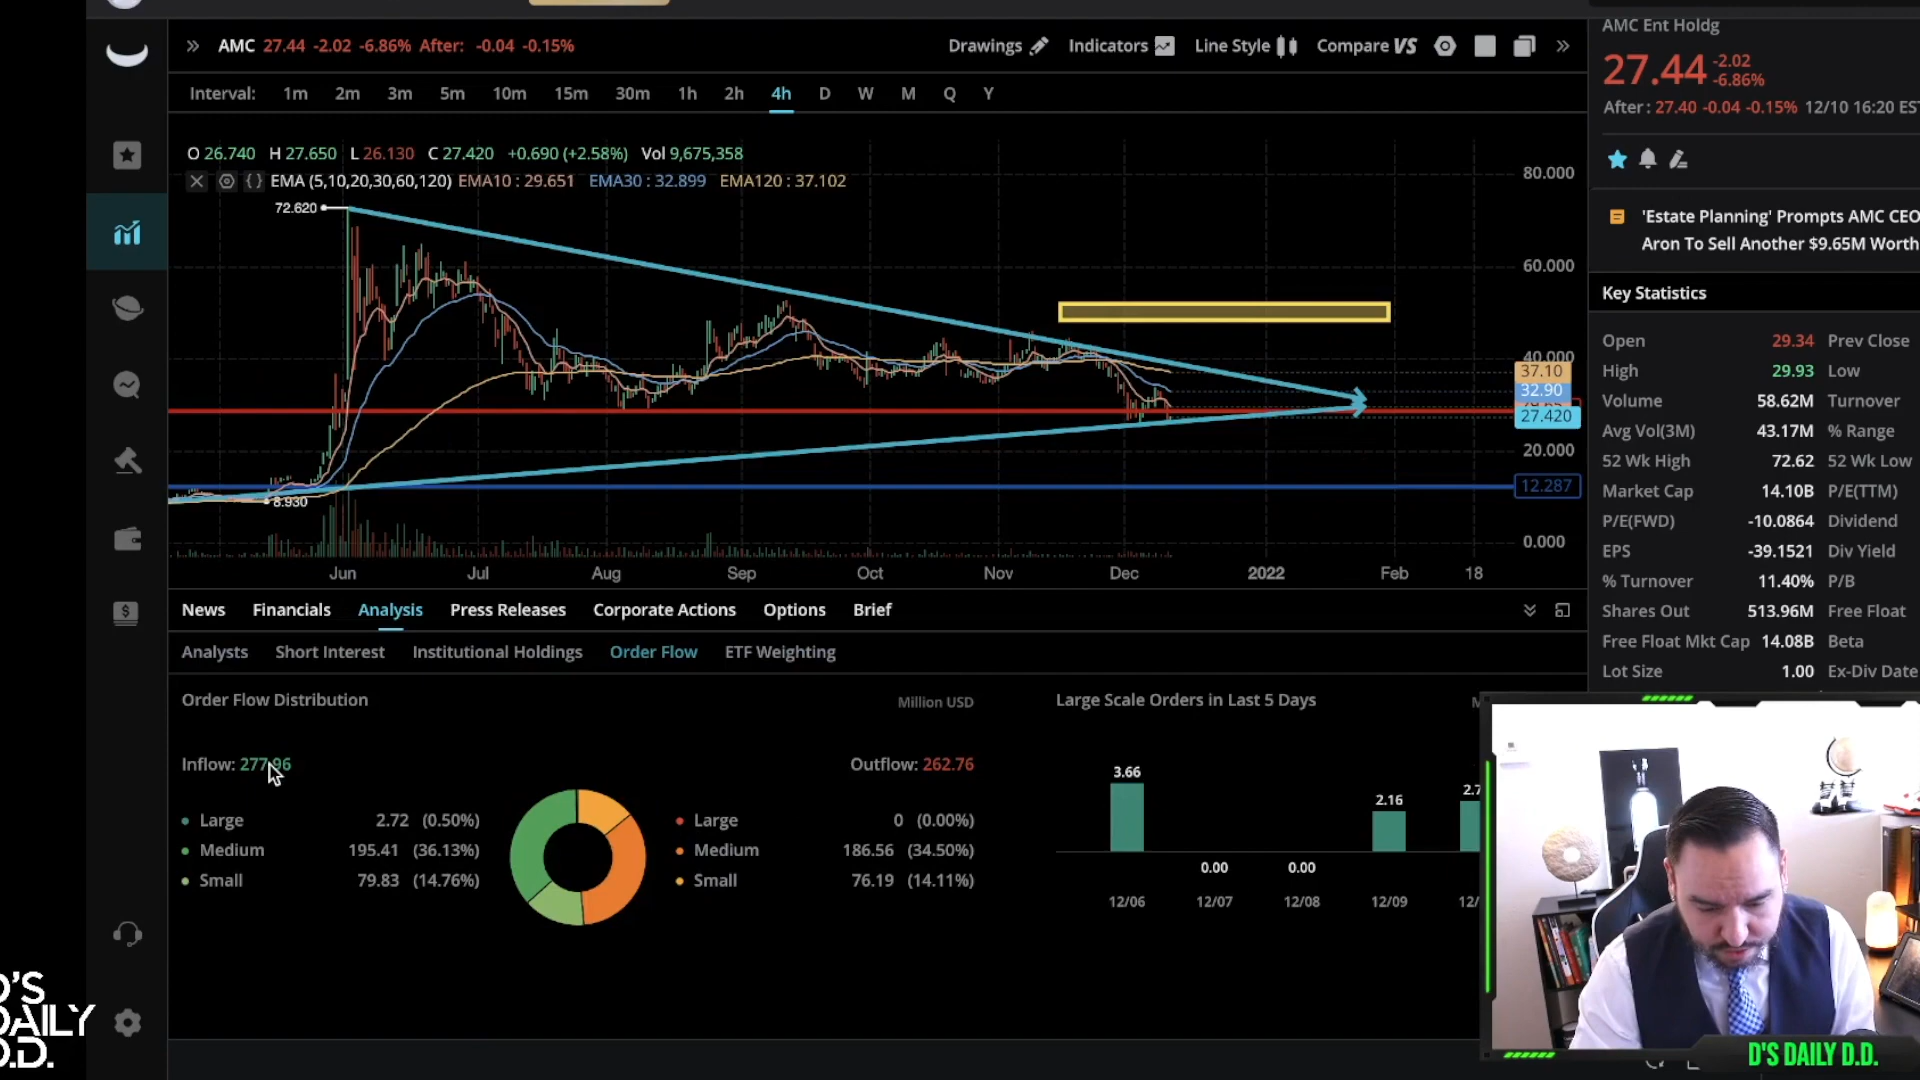 AMC 27.44 -2.02 -6.86% After: -0.04 -0.15%
Drawings Indicators Line Style Compare VS
Interval: 1m 2m 3m 5m 10m 15m 30m 1h 2h 4h D W M Q Y
O 26.740 H 27.650 L 26.130 C 27.420 +0.690 (+2.58%) Vol 9,675,358
EMA (5,10,20,30,60,120) EMA10 : 29.651 EMA30 : 32.899 EMA120 : 37.102
72.620
8.930
80.000
60.000
40.000
37.10
32.90
27.420
20.000
12.287
0.000
Jun Jul Aug Sep Oct Nov Dec 2022 Feb 18
News Financials Analysis Press Releases Corporate Actions Options Brief
Analysts Short Interest Institutional Holdings Order Flow ETF Weighting
Order Flow Distribution Million USD
Inflow: 277.96 Outflow: 262.76
Large 2.72 (0.50%) Large 0 (0.00%)
Medium 195.41 (36.13%) Medium 186.56 (34.50%)
Small 79.83 (14.76%) Small 76.19 (14.11%)
Large Scale Orders in Last 5 Days
3.66 0.00 0.00 2.16 2.7
12/06 12/07 12/08 12/09 12/
AMC Ent Holdg
27.44 -2.02
-6.86%
After : 27.40 -0.04 -0.15% 12/10 16:20 EST
'Estate Planning' Prompts AMC CEO
Aron To Sell Another $9.65M Worth
Key Statistics
Open 29.34 Prev Close
High 29.93 Low
Volume 58.62M Turnover
Avg Vol(3M) 43.17M % Range
52 Wk High 72.62 52 Wk Low
Market Cap 14.10B P/E(TTM)
P/E(FWD) -10.0864 Dividend
EPS -39.1521 Div Yield
% Turnover 11.40% P/B
Shares Out 513.96M Free Float
Free Float Mkt Cap 14.08B Beta
Lot Size 1.00 Ex-Div Date
D'S
DAILY
D.D.
D'S DAILY D.D.